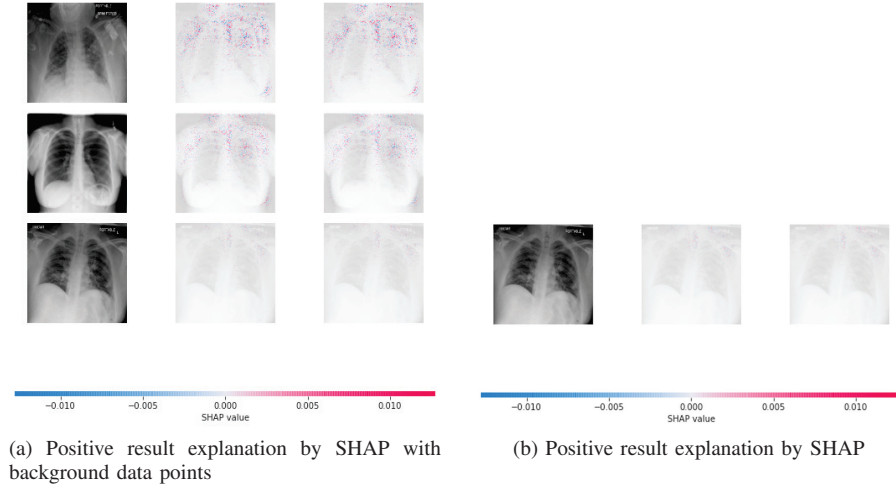 −0.010 −0.005 0.000 0.005 0.010
SHAP value
−0.010 −0.005 0.000 0.005 0.010
SHAP value
(a) Positive result explanation by SHAP with
background data points
(b) Positive result explanation by SHAP